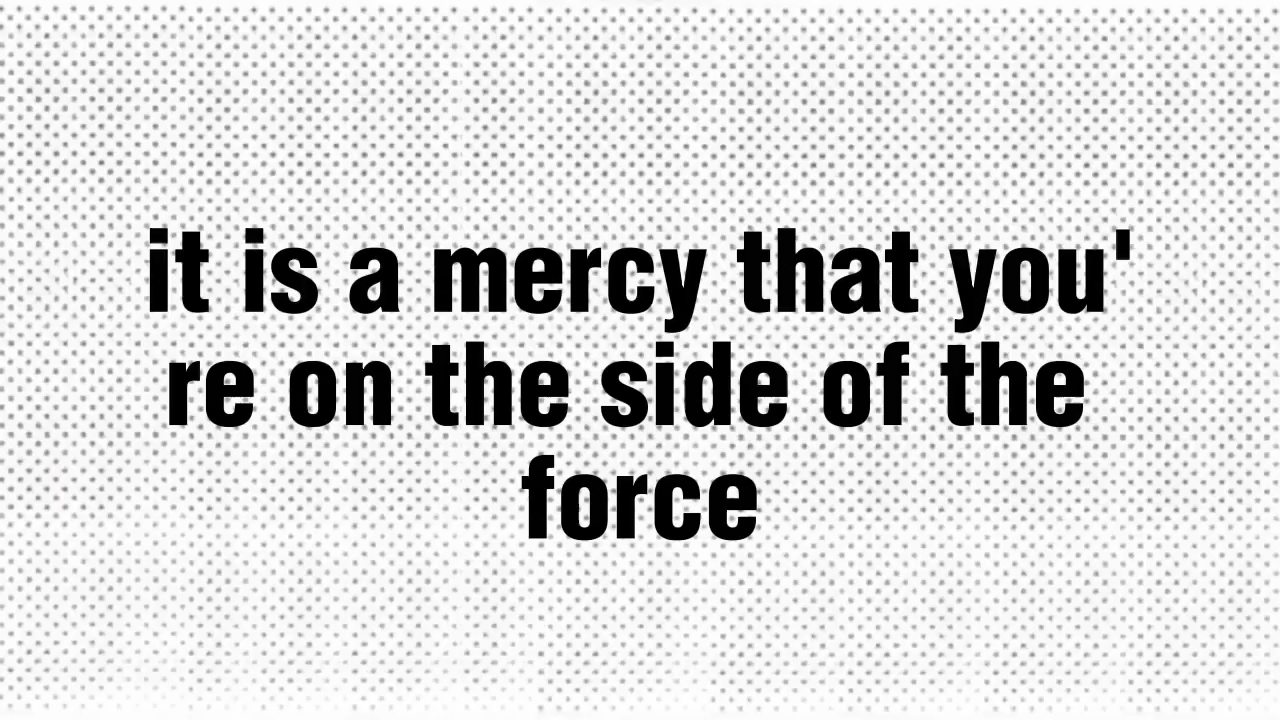 it is a mercy that you'
re on the side of the
force